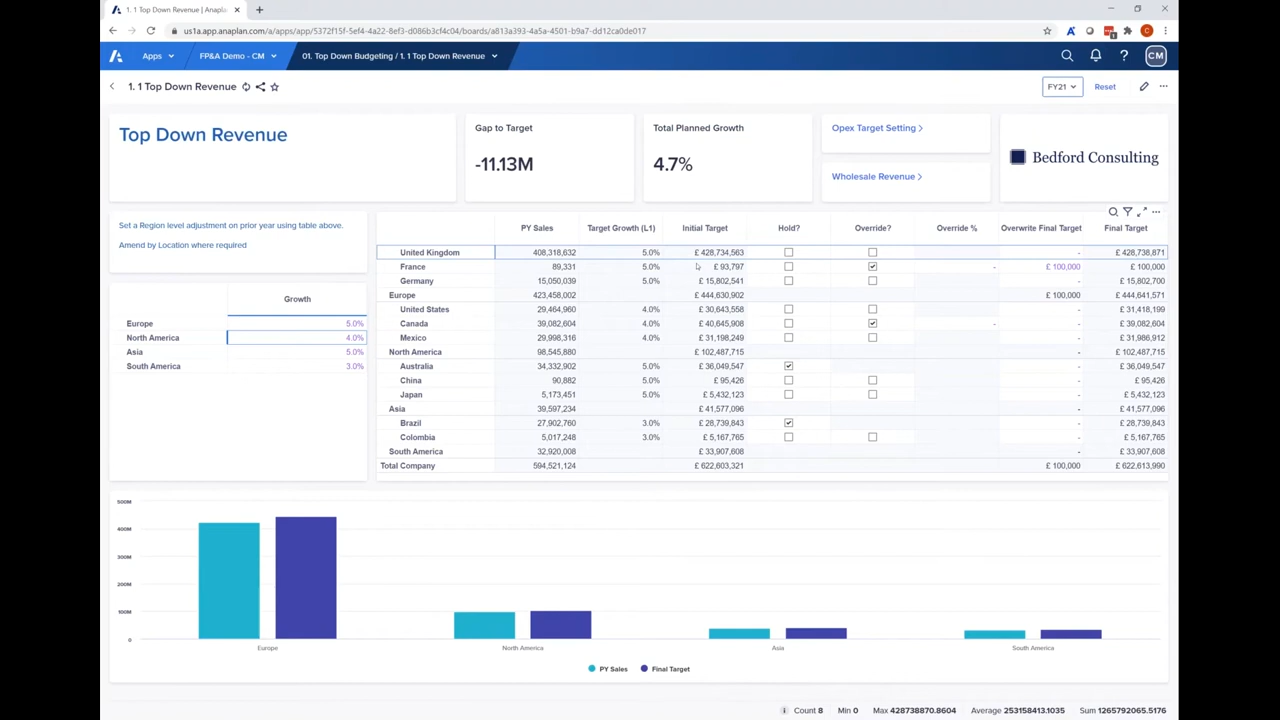 1. 1 Top Down Revenue | Anaplan
us1a.app.anaplan.com/a/apps/app/5372f15f-5ef4-4a22-8ef3-d086b3cf4c04/boards/a813a393-4a5a-4501-b9a7-dd12ca0de017
C
Apps FP&A Demo - CM 01. Top Down Budgeting / 1. 1 Top Down Revenue ? CM
1. 1 Top Down Revenue FY21 Reset
Top Down Revenue
Gap to Target
-11.13M
Total Planned Growth
4.7%
Opex Target Setting >
Wholesale Revenue >
Bedford Consulting
Set a Region level adjustment on prior year using table above.
Amend by Location where required
Growth
Europe 5.0%
North America 4.0%
Asia 5.0%
South America 3.0%
PY Sales Target Growth (L1) Initial Target Hold? Override? Override % Overwrite Final Target Final Target
United Kingdom 408,318,632 5.0% £ 428,734,563 - £ 428,738,871
France 89,331 5.0% £ 93,797 - £ 100,000 £ 100,000
Germany 15,050,039 5.0% £ 15,802,541 - £ 15,802,700
Europe 423,458,002 £ 444,630,902 £ 100,000 £ 444,641,571
United States 29,464,960 4.0% £ 30,643,558 - £ 31,418,199
Canada 39,082,604 4.0% £ 40,645,908 - - £ 39,082,604
Mexico 29,998,316 4.0% £ 31,198,249 - £ 31,986,912
North America 98,545,880 £ 102,487,715 - £ 102,487,715
Australia 34,332,902 5.0% £ 36,049,547 - £ 36,049,547
China 90,882 5.0% £ 95,426 - £ 95,426
Japan 5,173,451 5.0% £ 5,432,123 - £ 5,432,123
Asia 39,597,234 £ 41,577,096 - £ 41,577,096
Brazil 27,902,760 3.0% £ 28,739,843 - £ 28,739,843
Colombia 5,017,248 3.0% £ 5,167,765 - £ 5,167,765
South America 32,920,008 £ 33,907,608 - £ 33,907,608
Total Company 594,521,124 £ 622,603,321 £ 100,000 £ 622,613,990
500M
400M
300M
200M
100M
0
Europe North America Asia South America
PY Sales Final Target
Count 8 Min 0 Max 428738870.8604 Average 253158413.1035 Sum 1265792065.5176